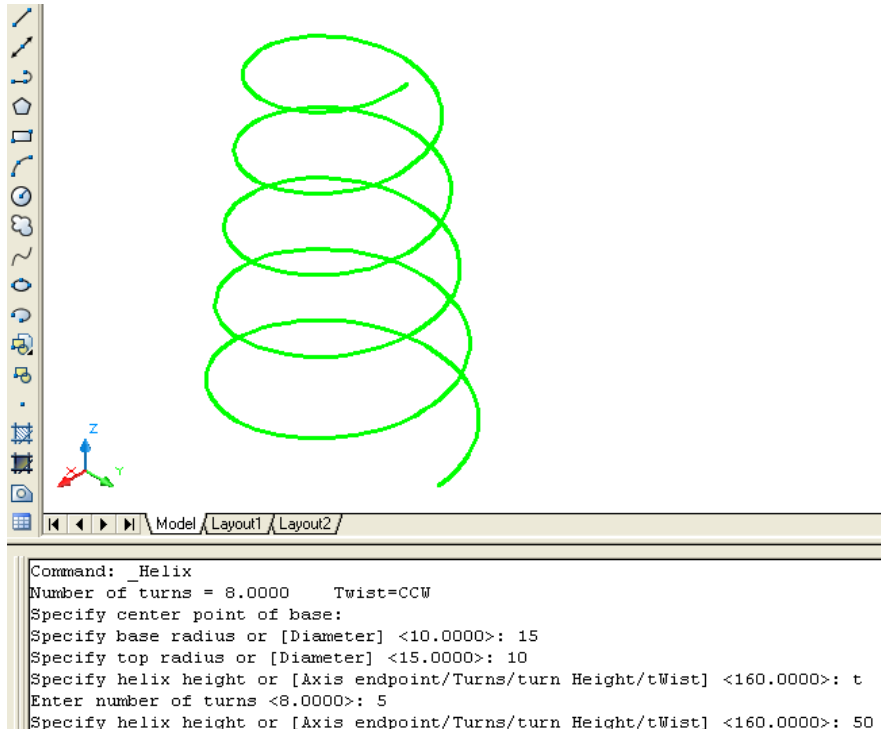 Z
X
Y
Model Layout1 Layout2
Command: _Helix
Number of turns = 8.0000    Twist=CCW
Specify center point of base:
Specify base radius or [Diameter] <10.0000>: 15
Specify top radius or [Diameter] <15.0000>: 10
Specify helix height or [Axis endpoint/Turns/turn Height/tWist] <160.0000>: t
Enter number of turns <8.0000>: 5
Specify helix height or [Axis endpoint/Turns/turn Height/tWist] <160.0000>: 50